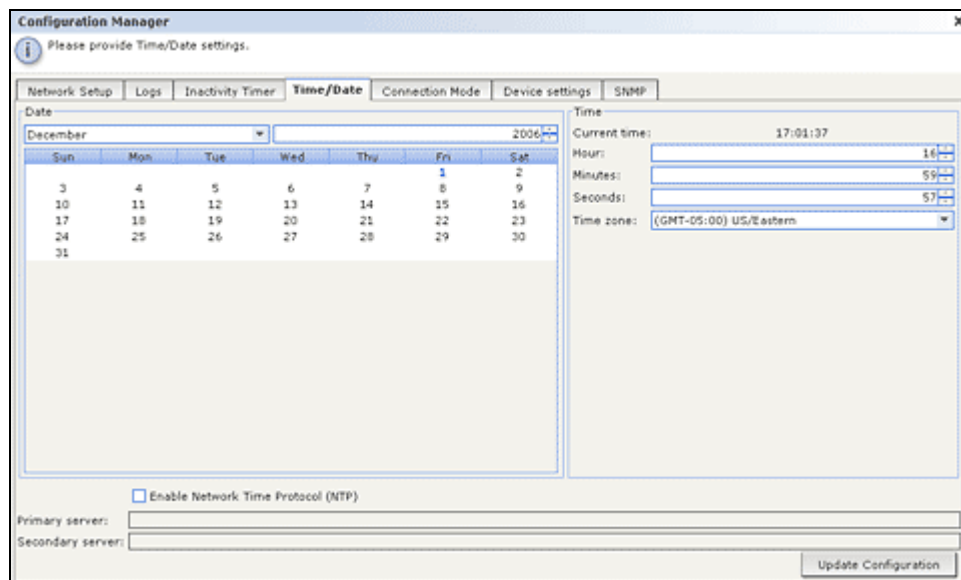 Configuration Manager x
Please provide Time/Date settings.
Network Setup Logs Inactivity Timer Time/Date Connection Mode Device settings SNMP
Date
December 2006
Sun Mon Tue Wed Thu Fri Sat
1 2
3 4 5 6 7 8 9
10 11 12 13 14 15 16
17 18 19 20 21 22 23
24 25 26 27 28 29 30
31
Time
Current time: 17:01:37
Hour: 16
Minutes: 59
Seconds: 57
Time zone: (GMT-05:00) US/Eastern
Enable Network Time Protocol (NTP)
Primary server:
Secondary server:
Update Configuration